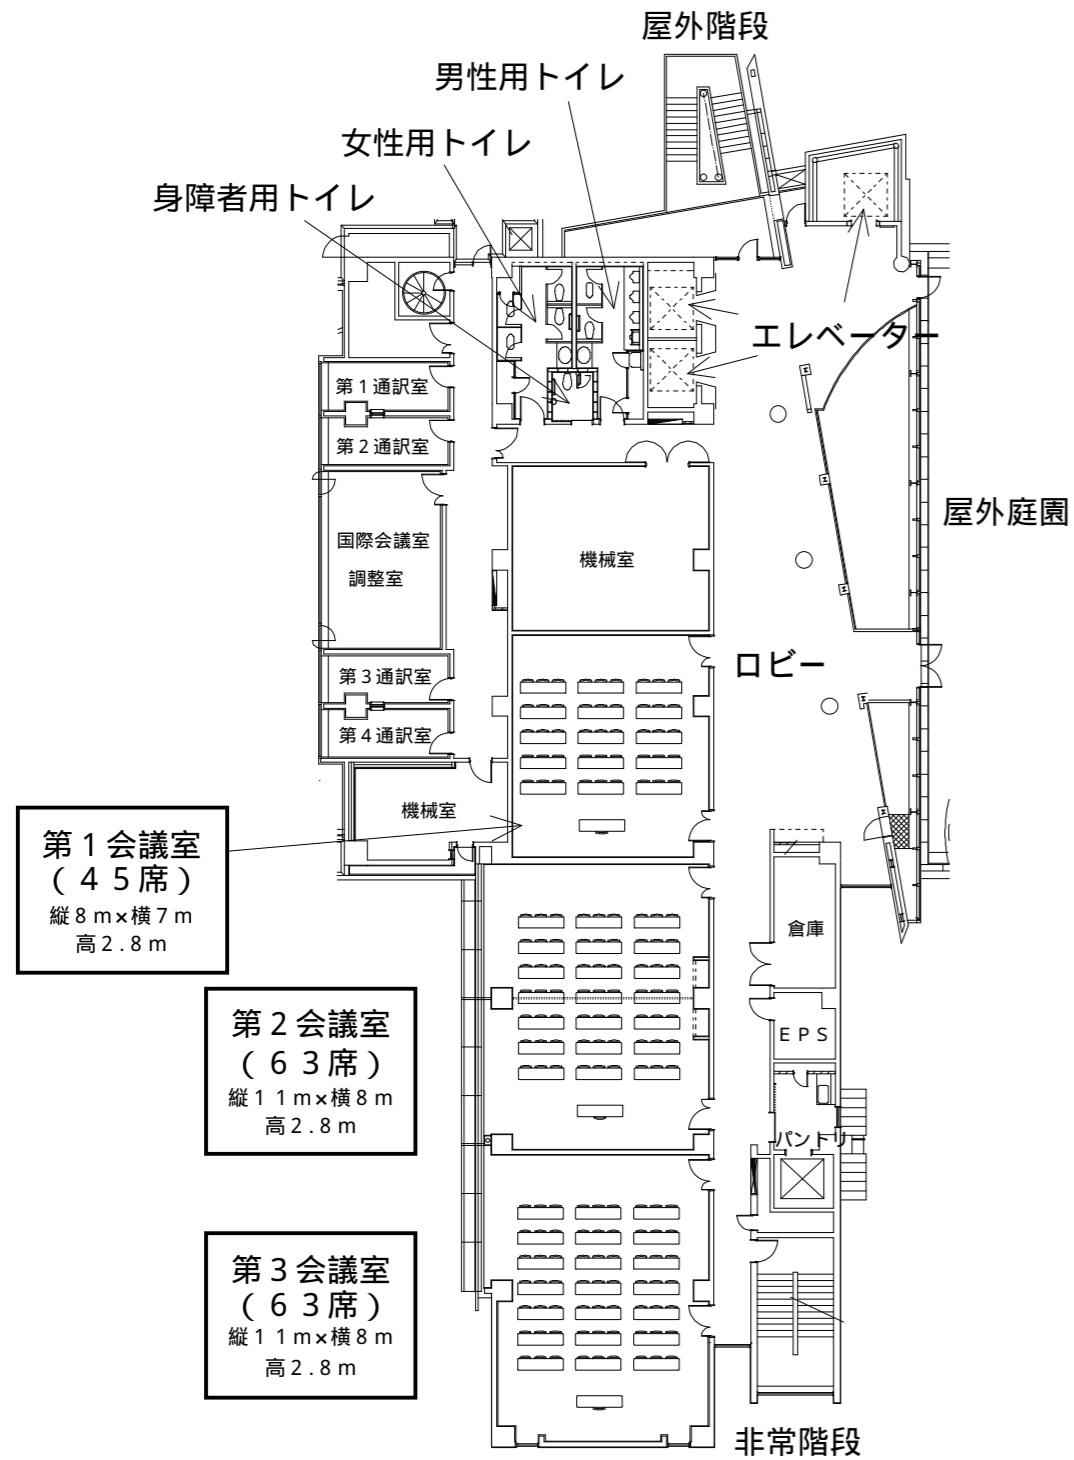 屋外階段
男性用トイレ
女性用トイレ
身障者用トイレ
エレベーター
第1通訳室
第2通訳室
国際会議室
調整室
機械室
屋外庭園
ロビー
第3通訳室
第4通訳室
機械室
第1会議室
(45席)
縦8m×横7m
高2.8m
倉庫
第2会議室
(63席)
縦11m×横8m
高2.8m
EPS
パントリ
第3会議室
(63席)
縦11m×横8m
高2.8m
非常階段